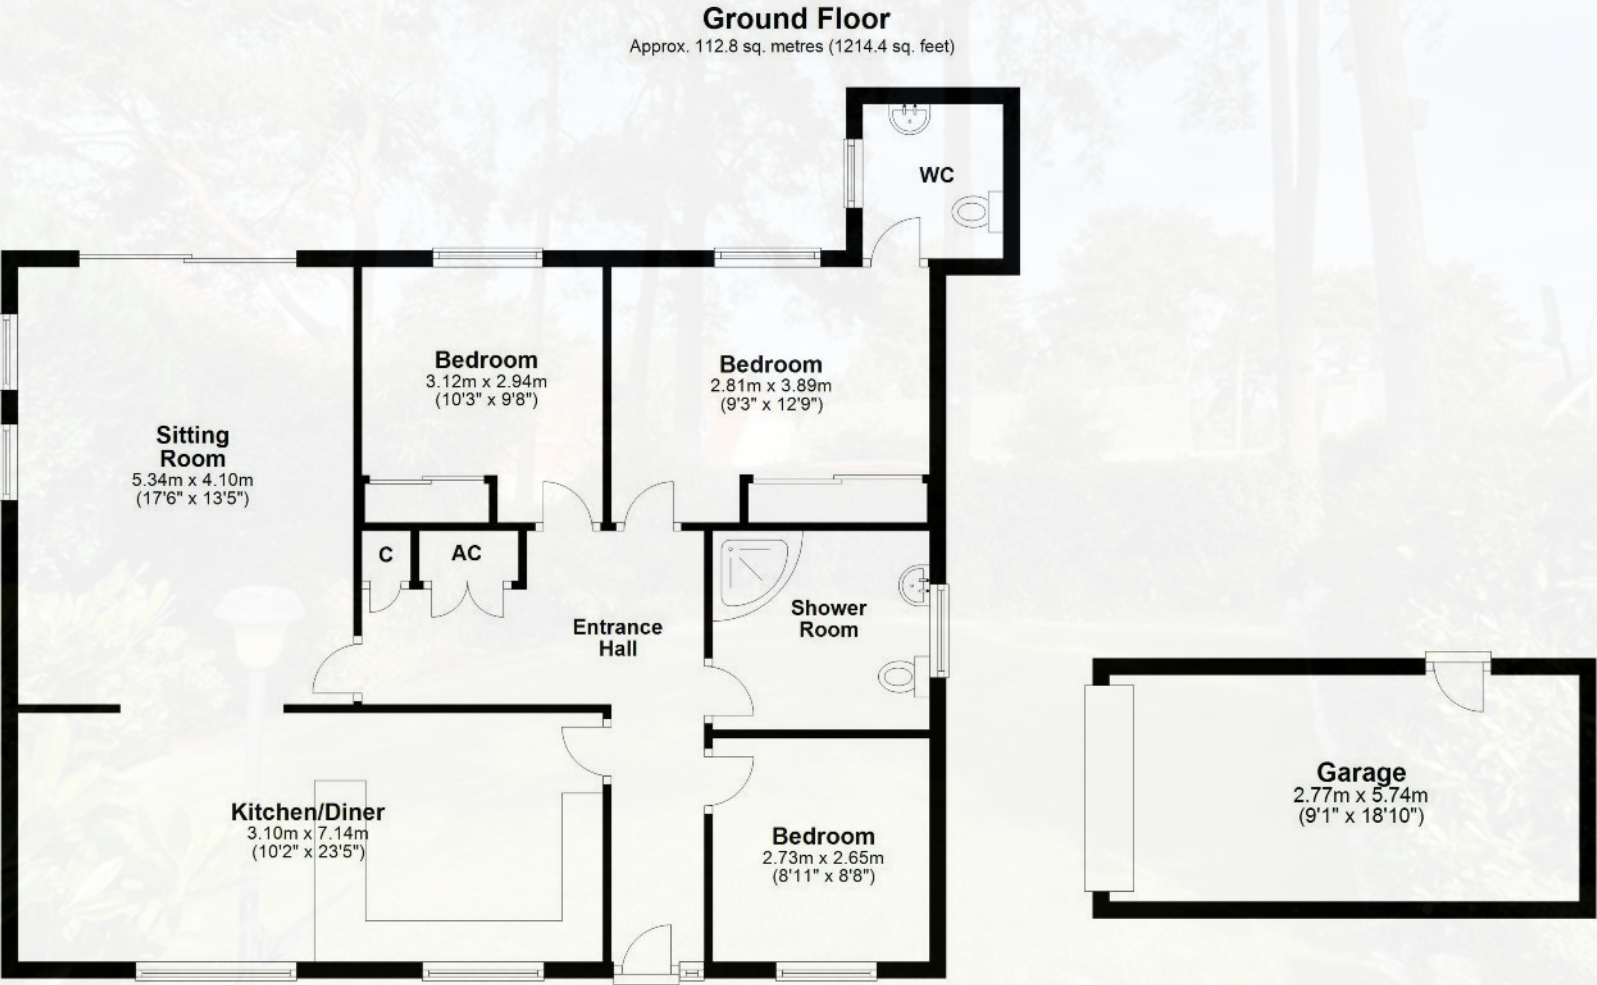 Ground Floor
Approx. 112.8 sq. metres (1214.4 sq. feet)
WC
Bedroom
3.12m x 2.94m
(10'3" x 9'8")
Bedroom
2.81m x 3.89m
(9'3" x 12'9")
Sitting
Room
5.34m x 4.10m
(17'6" x 13'5")
C
AC
Entrance
Hall
Shower
Room
Kitchen/Diner
3.10m x 7.14m
(10'2" x 23'5")
Bedroom
2.73m x 2.65m
(8'11" x 8'8")
Garage
2.77m x 5.74m
(9'1" x 18'10")